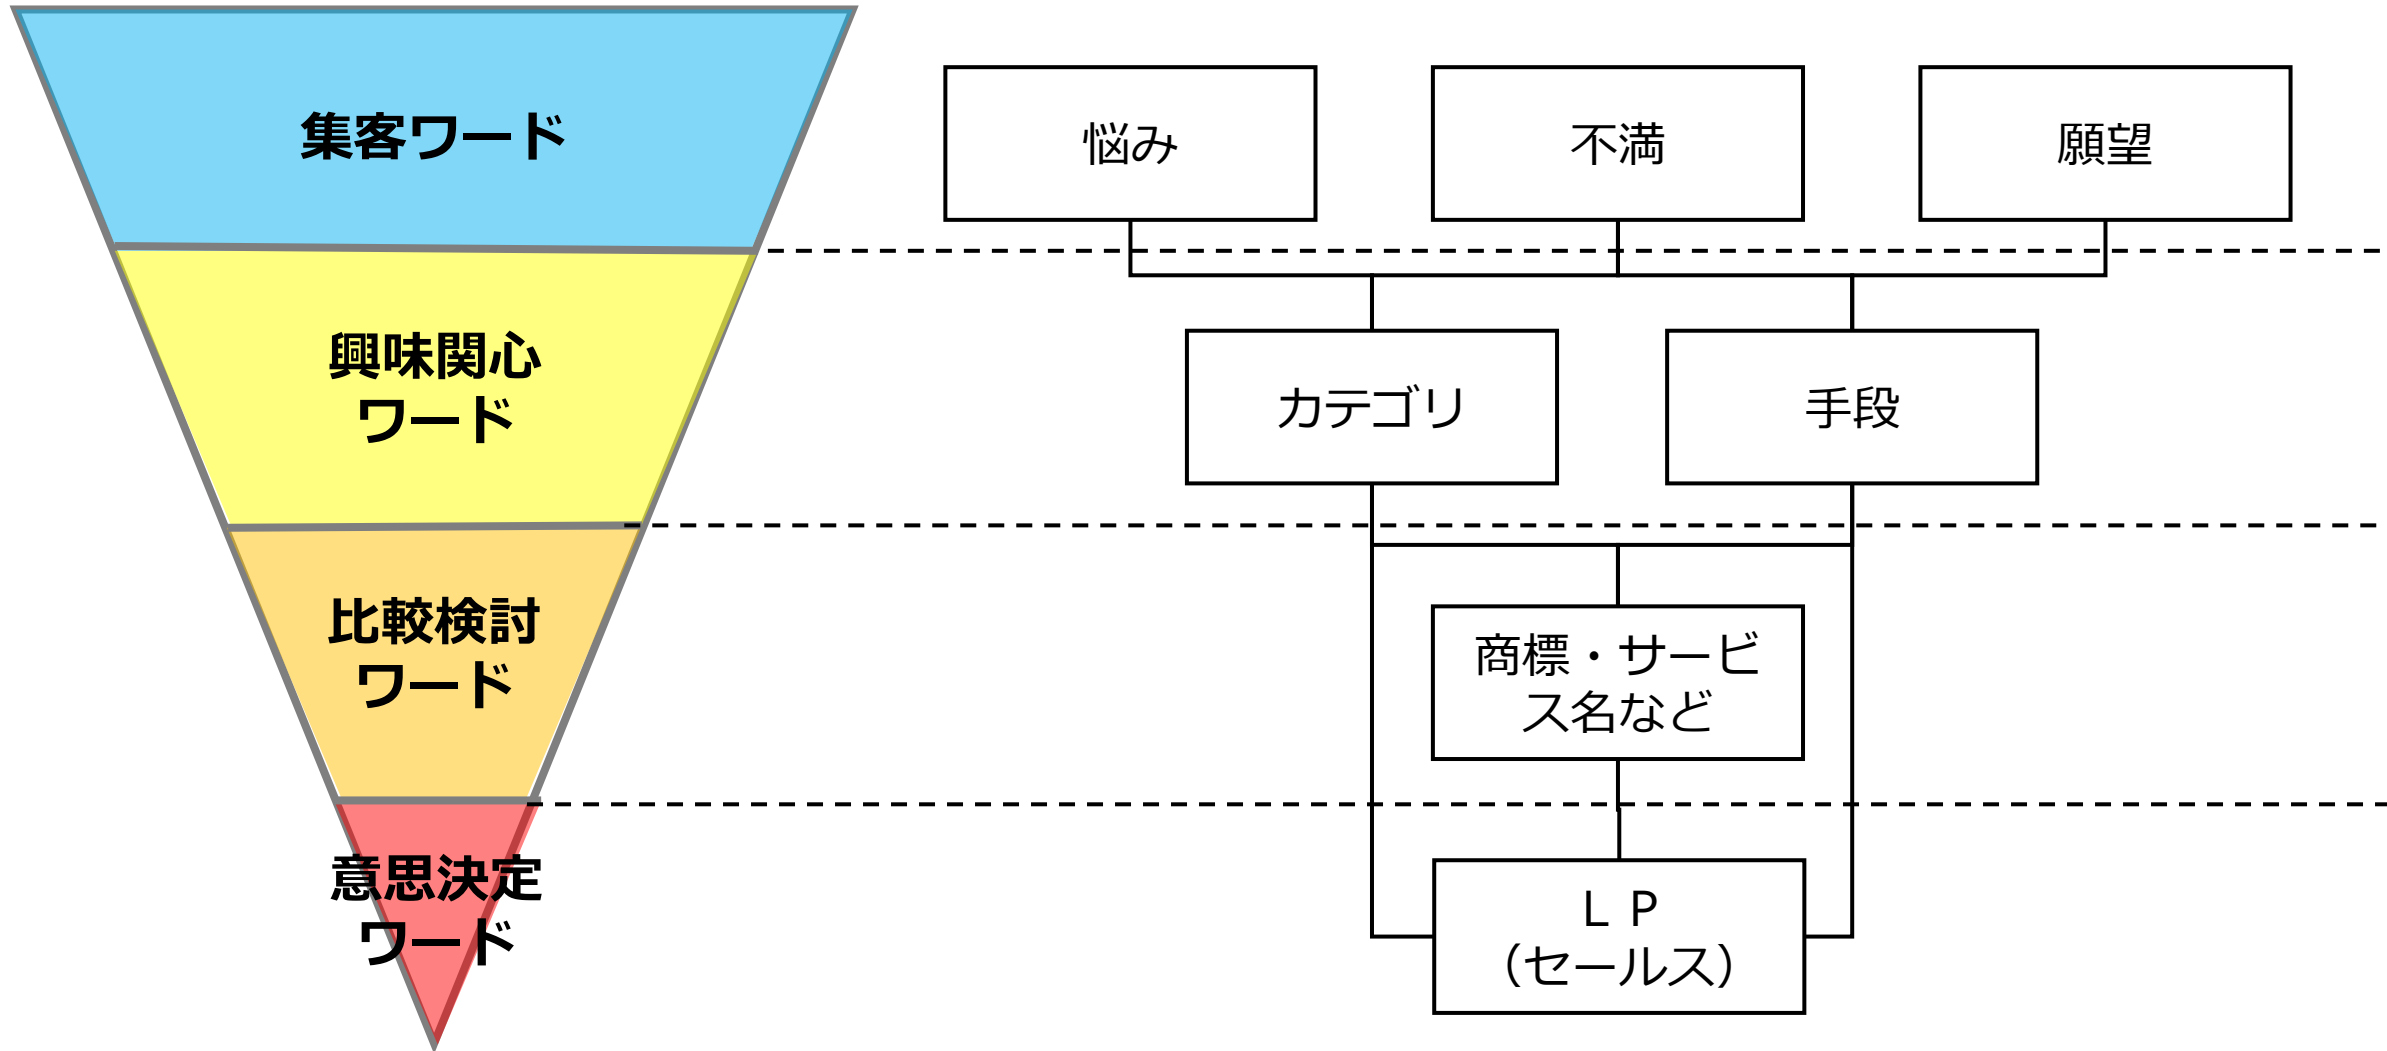 集客ワード
悩み
不満
願望
興味関心
ワード
カテゴリ
手段
比較検討
ワード
商標・サービ
ス名など
意思決定
ワード
ＬＰ
（セールス）